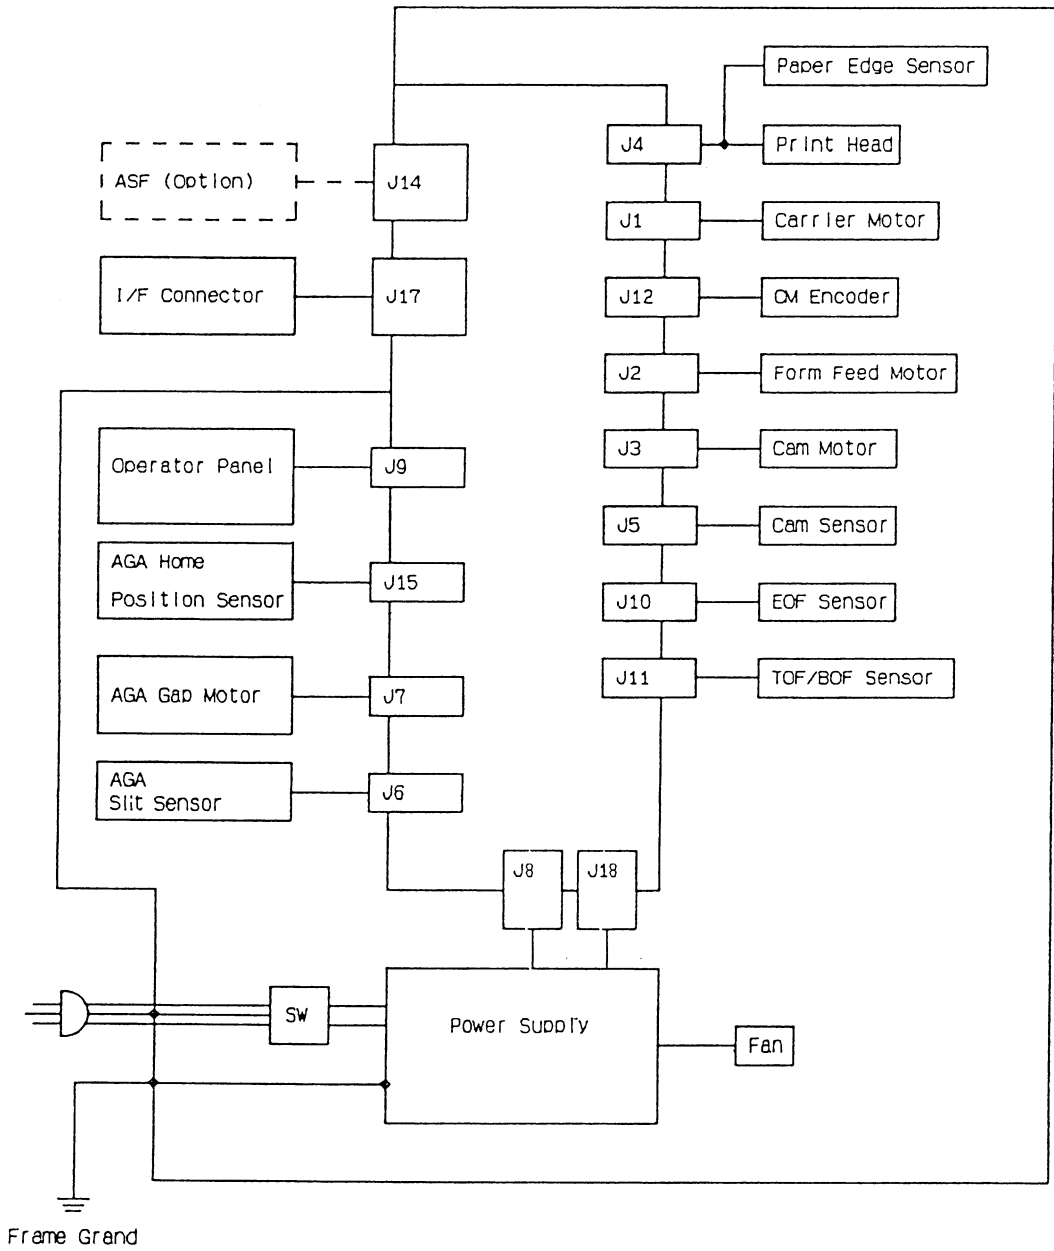 Paper Edge Sensor
J4
Print Head
ASF (Option)
J14
J1
Carrier Motor
I/F Connector
J17
J12
CM Encoder
J2
Form Feed Motor
Operator Panel
J9
J3
Cam Motor
J5
Cam Sensor
AGA Home
Position Sensor
J15
J10
EOF Sensor
AGA Gap Motor
J7
J11
TOF/BOF Sensor
AGA
Slit Sensor
J6
J8
J18
SW
Power Supply
Fan
Frame Grand